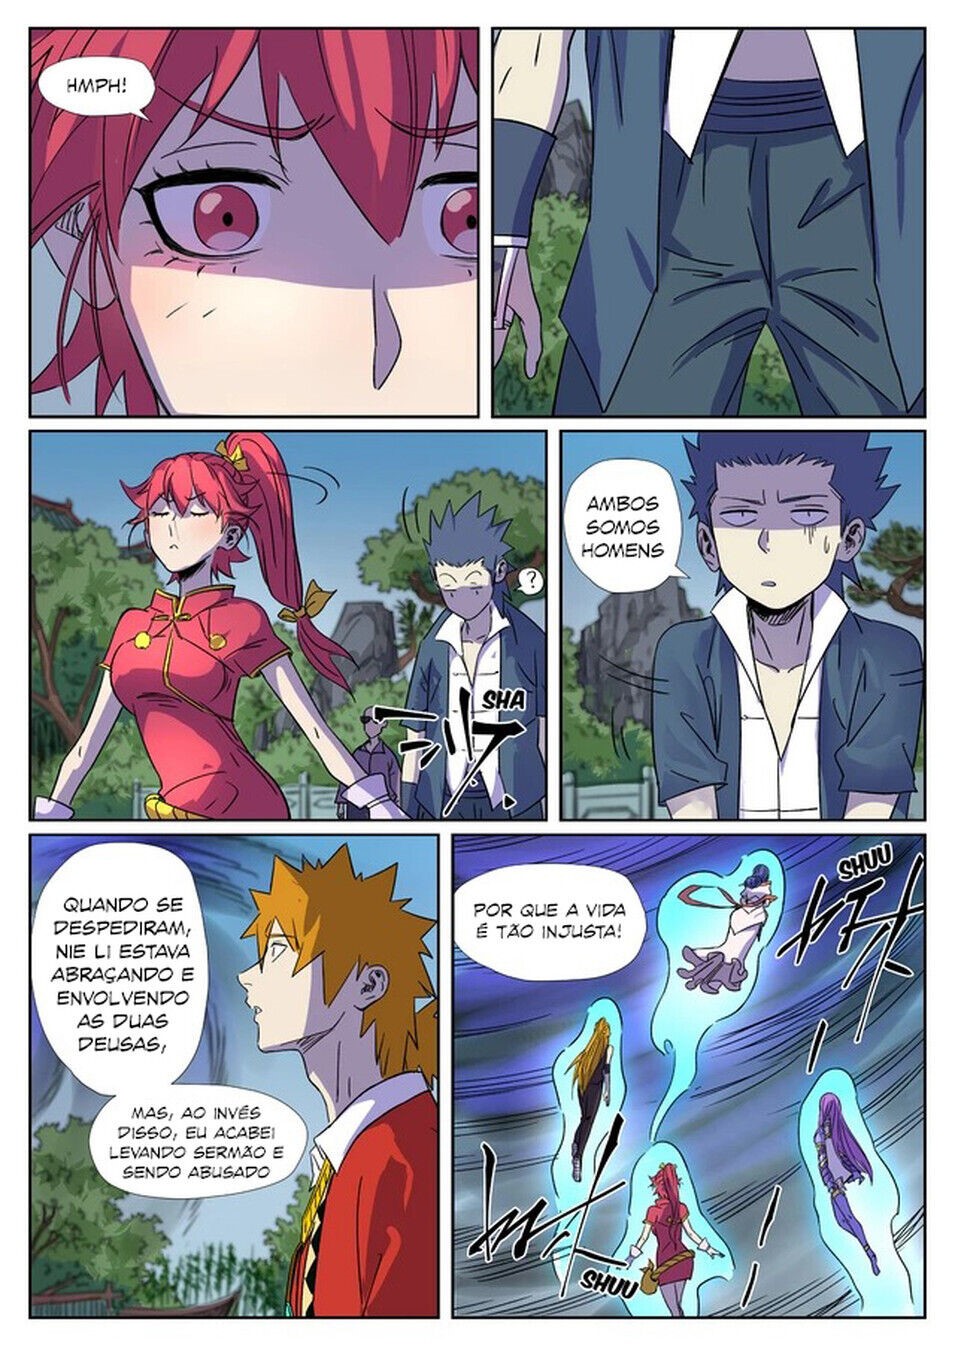 HMPH!
?
SHA
AMBOS
SOMOS
HOMENS
QUANDO SE
DESPEDIRAM,
NIE LI ESTAVA
ABRAÇANDO E
ENVOLVENDO
AS DUAS
DEUSAS,
MAS, AO INVÉS
DISSO, EU ACABEI
LEVANDO SERMÃO E
SENDO ABUSADO
POR QUE A VIDA
É TÃO INJUSTA!
SHUU
SHUU